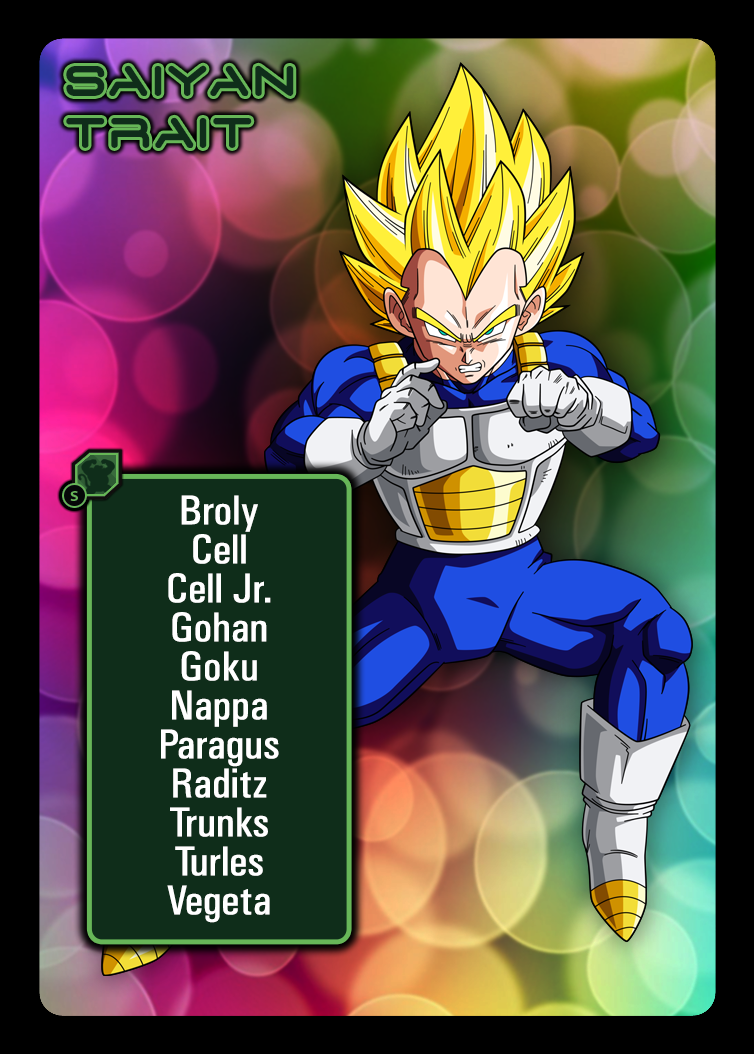 SAIYAN
TRAIT
S
Broly
Cell
Cell Jr.
Gohan
Goku
Nappa
Paragus
Raditz
Trunks
Turles
Vegeta